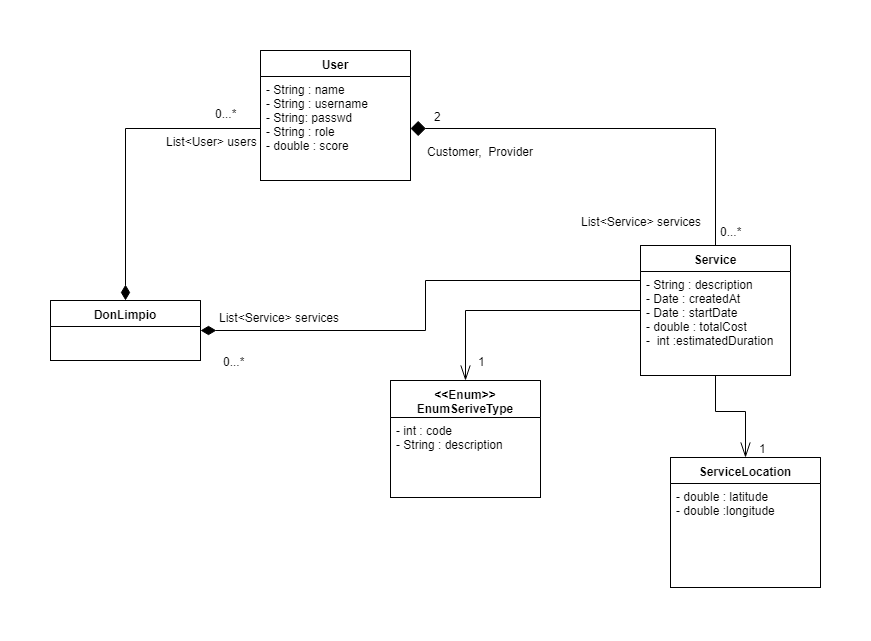 User
- String : name
- String : username
- String: passwd
- String : role
- double : score
0...*
List<User> users
2
Customer,  Provider
List<Service> services
0...*
Service
- String : description
- Date : createdAt
- Date : startDate
- double : totalCost
-  int :estimatedDuration
DonLimpio
List<Service> services
0...*
1
<<Enum>>
EnumSeriveType
- int : code
- String : description
1
ServiceLocation
- double : latitude
- double :longitude